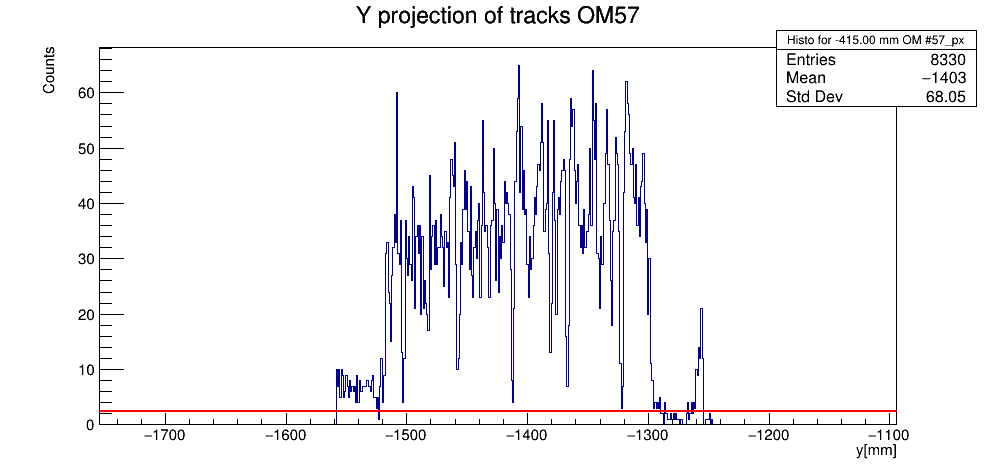 Y projection of tracks OM57
Histo for -415.00 mm OM #57_px
Entries 8330
Mean −1403
Std Dev 68.05
Counts
60
50
40
30
20
10
0
−1700 −1600 −1500 −1400 −1300 −1200 −1100
y[mm]